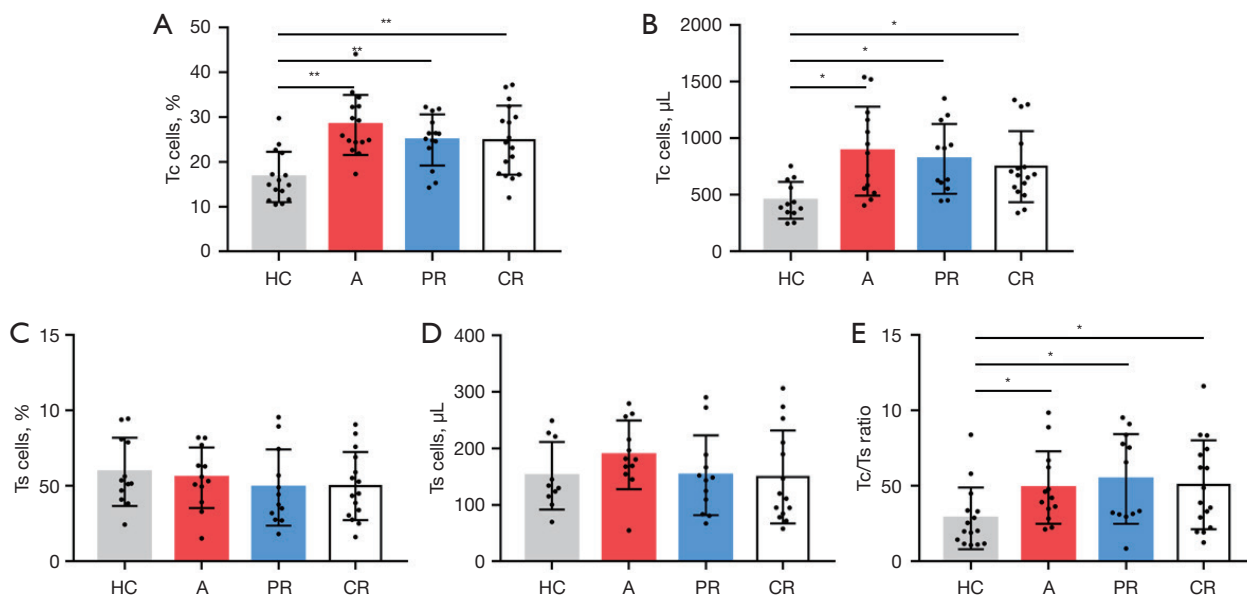 A
**
**
**
Tc cells, %
50
40
30
20
10
0
HC A PR CR
B
*
*
*
Tc cells, μL
2000
1500
1000
500
0
HC A PR CR
C
Ts cells, %
15
10
50
0
HC A PR CR
D
Ts cells, μL
400
300
200
100
0
HC A PR CR
E
*
*
*
Tc/Ts ratio
15
10
50
0
HC A PR CR